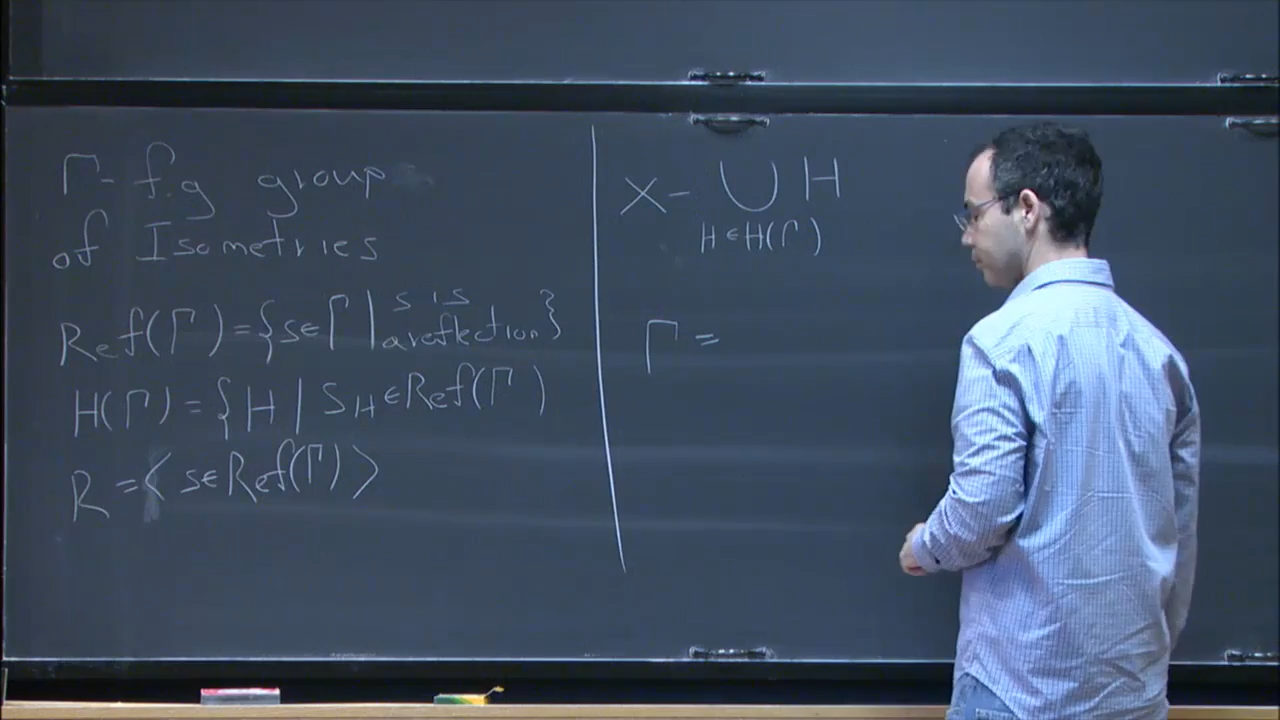 Γ- f.g group
of Isometries
Ref(Γ)={s∈Γ | s is a reflection}
H(Γ)={H | S_H∈Ref(Γ)
R=<s∈Ref(Γ)>
X- ∪ H
H∈H(Γ)
Γ=